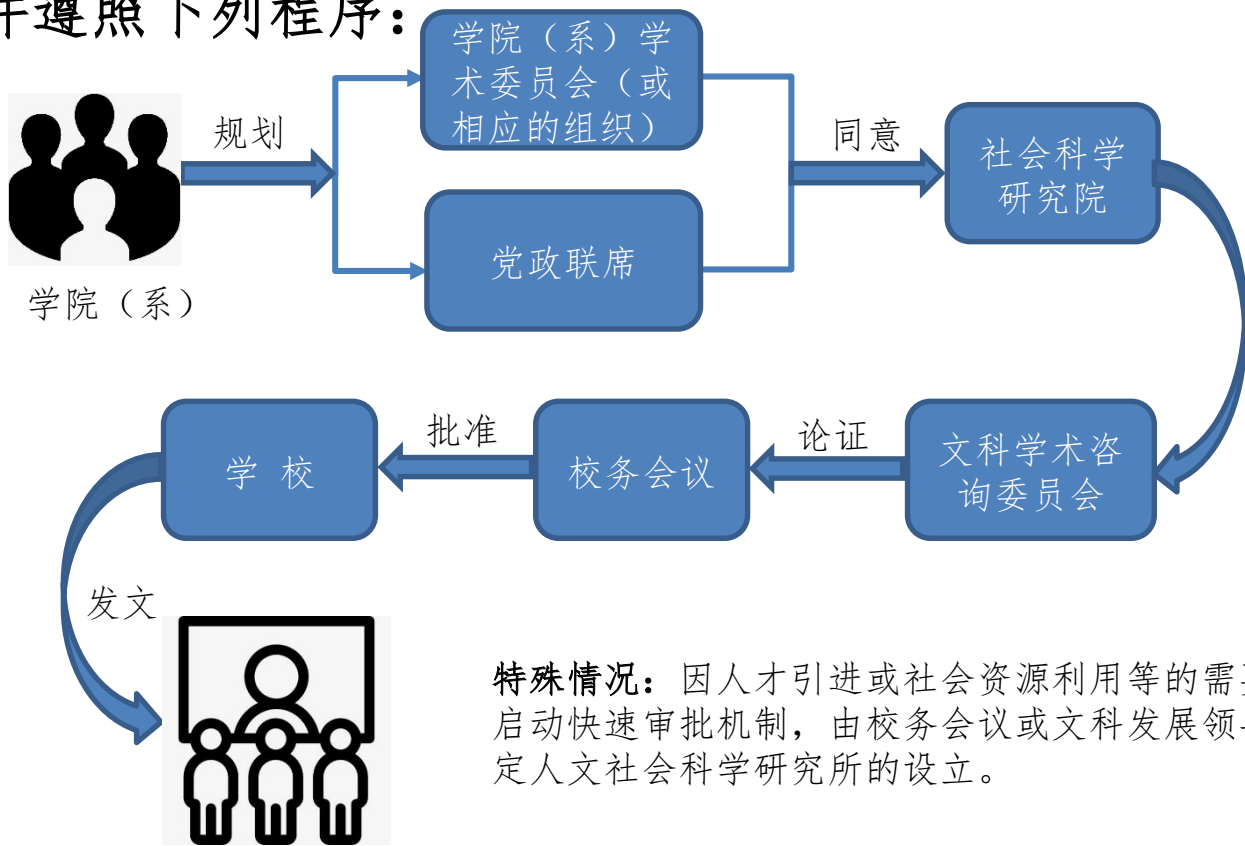 并遵照下列程序：
学院（系）学
术委员会（或
相应的组织）
规划
同意
社会科学
研究院
党政联席
学院（系）
学 校
批准
校务会议
论证
文科学术咨
询委员会
发文
特殊情况：因人才引进或社会资源利用等的需
启动快速审批机制，由校务会议或文科发展领
定人文社会科学研究所的设立。